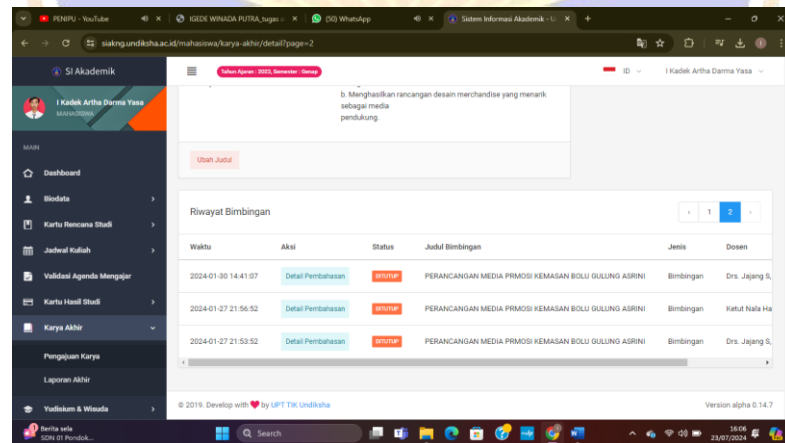 PENIPU - YouTube
IGEDE WINADA PUTRA_tugas
(50) WhatsApp
Sistem Informasi Akademik - U
siakng.undiksha.ac.id/mahasiswa/karya-akhir/detail?page=2
SI Akademik
Tahun Ajaran : 2023, Semester : Genap
ID
I Kadek Artha Darma Yasa
I Kadek Artha Darma Yasa
MAHASISWA
b. Menghasilkan rancangan desain merchandise yang menarik
sebagai media
pendukung.
Ubah Judul
MAIN
Dashboard
Biodata
Kartu Rencana Studi
Jadwal Kuliah
Validasi Agenda Mengajar
Kartu Hasil Studi
Karya Akhir
Pengajuan Karya
Laporan Akhir
Yudisium & Wisuda
Riwayat Bimbingan
‹ 1 2 ›
Waktu Aksi Status Judul Bimbingan Jenis Dosen
2024-01-30 14:41:07 Detail Pembahasan DITUTUP PERANCANGAN MEDIA PRMOSI KEMASAN BOLU GULUNG ASRINI Bimbingan Drs. Jajang S,
2024-01-27 21:56:52 Detail Pembahasan DITUTUP PERANCANGAN MEDIA PRMOSI KEMASAN BOLU GULUNG ASRINI Bimbingan Ketut Nala Ha
2024-01-27 21:53:52 Detail Pembahasan DITUTUP PERANCANGAN MEDIA PRMOSI KEMASAN BOLU GULUNG ASRINI Bimbingan Drs. Jajang S,
© 2019. Develop with ❤ by UPT TIK Undiksha
Version alpha 0.14.7
Berita sela
SDN 01 Pondok...
Search
16:06
23/07/2024